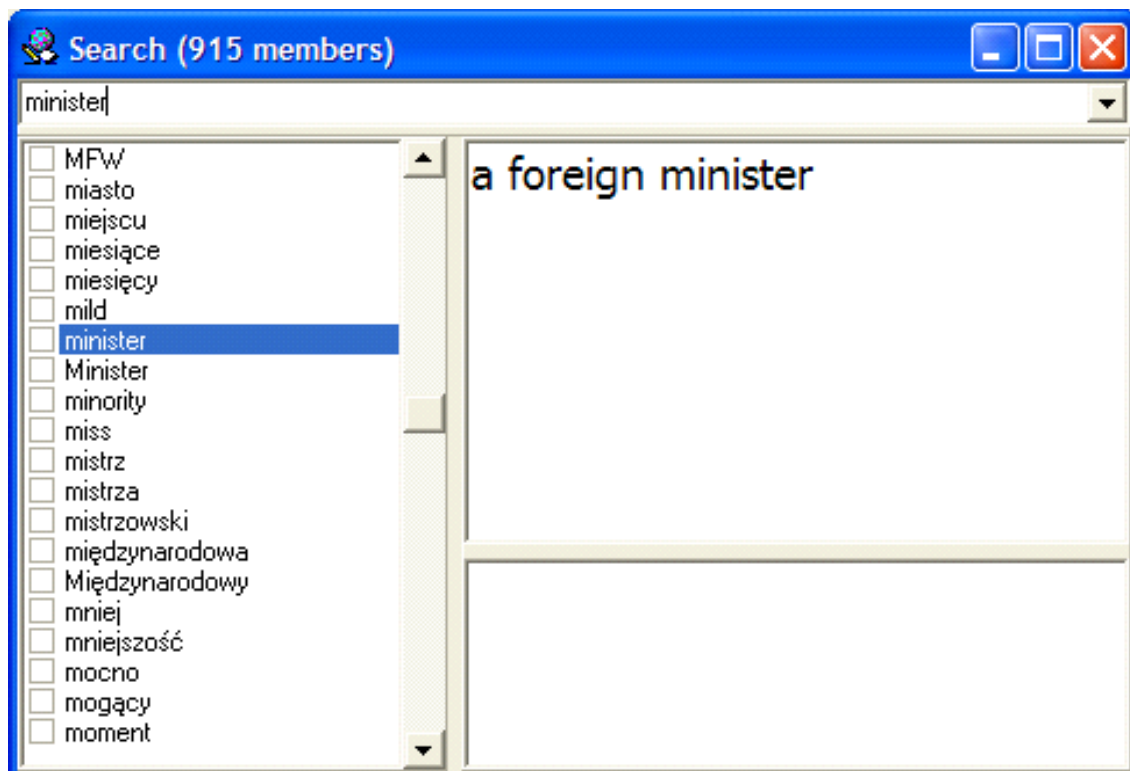 Search (915 members)
minister
MFW
miasto
miejscu
miesiące
miesięcy
mild
minister
Minister
minority
miss
mistrz
mistrza
mistrzowski
międzynarodowa
Międzynarodowy
mniej
mniejszość
mocno
mogący
moment
a foreign minister